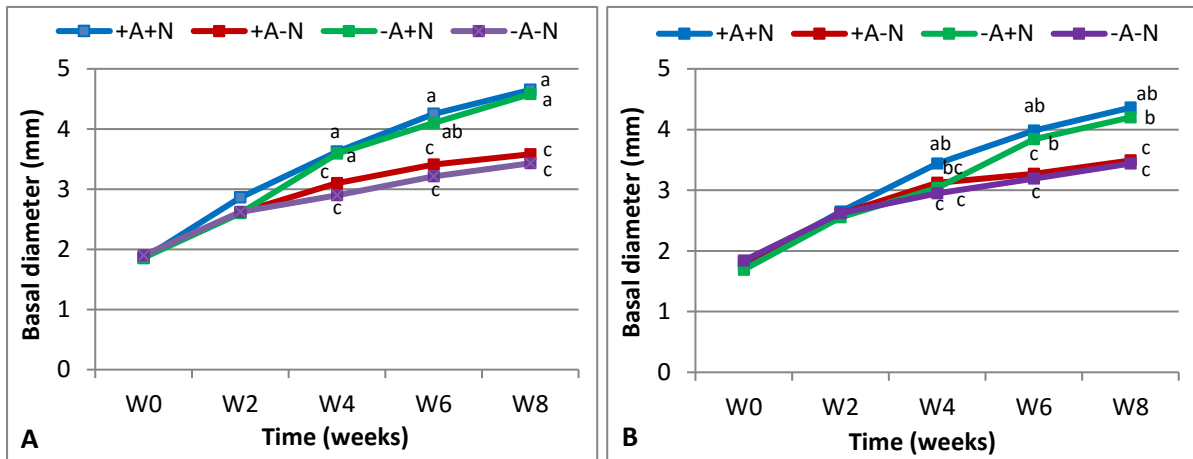 +A+N +A-N -A+N -A-N
Basal diameter (mm)
5
4
3
2
1
0
a
a
a
ab
a
a
c
c
c
c
c
c
W0 W2 W4 W6 W8
Time (weeks)
A
+A+N +A-N -A+N -A-N
Basal diameter (mm)
5
4
3
2
1
0
ab
ab
b
ab
c b
c
bc
c
c c
c
W0 W2 W4 W6 W8
Time (weeks)
B